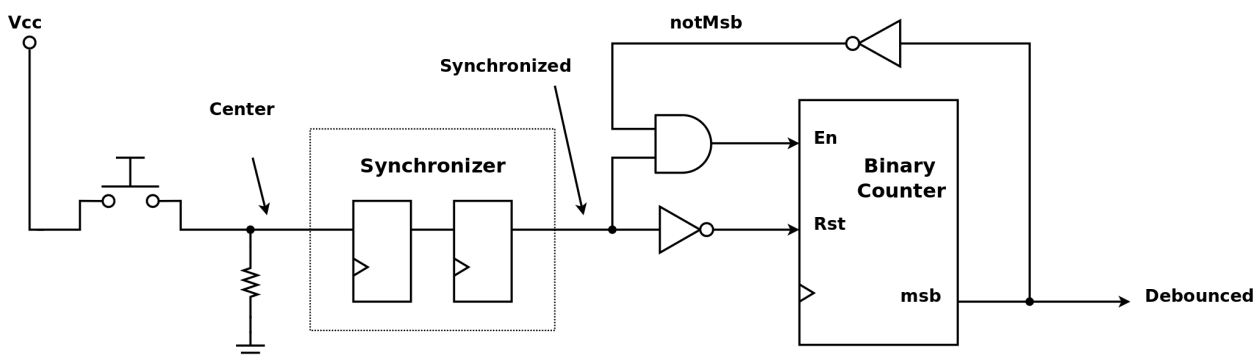 Vcc
notMsb
Synchronized
Center
Synchronizer
En
Binary
Counter
Rst
msb
Debounced